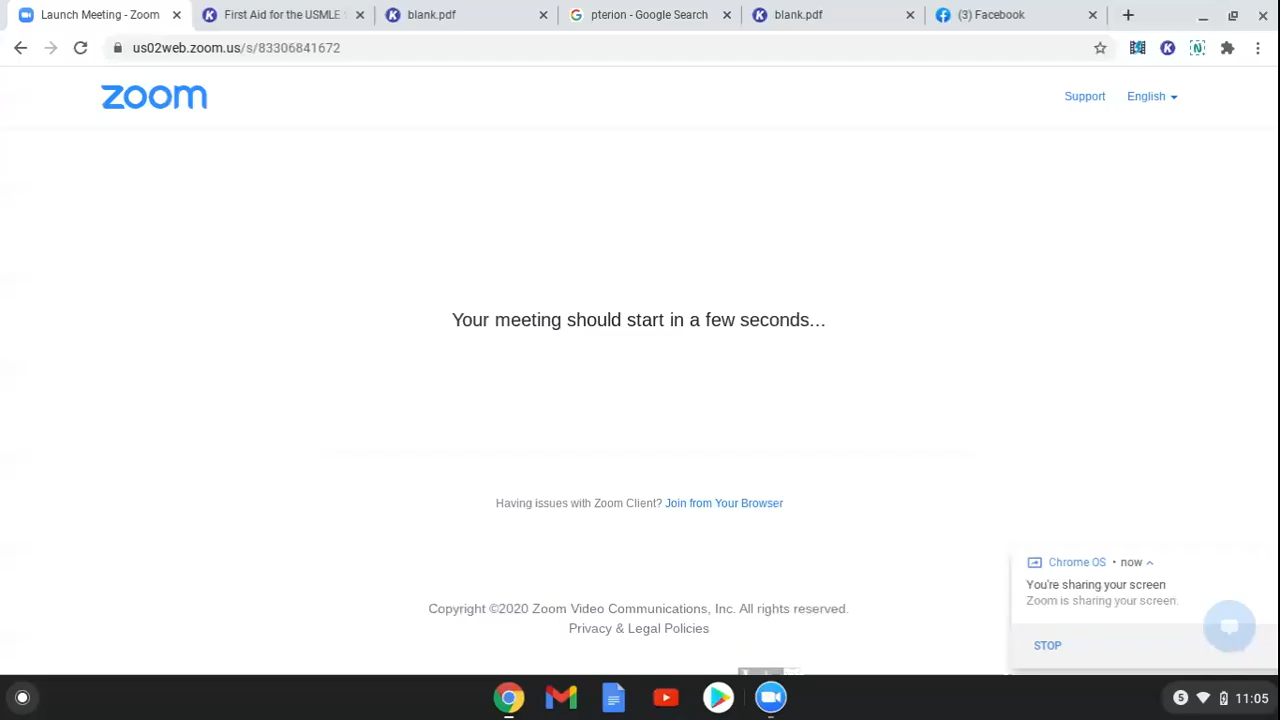 Launch Meeting - Zoom
First Aid for the USMLE
blank.pdf
pterion - Google Search
blank.pdf
(3) Facebook
us02web.zoom.us/s/83306841672
zoom
Support
English
Your meeting should start in a few seconds...
Having issues with Zoom Client? Join from Your Browser
Chrome OS • now
You're sharing your screen
Zoom is sharing your screen.
STOP
Copyright ©2020 Zoom Video Communications, Inc. All rights reserved.
Privacy & Legal Policies
5
11:05